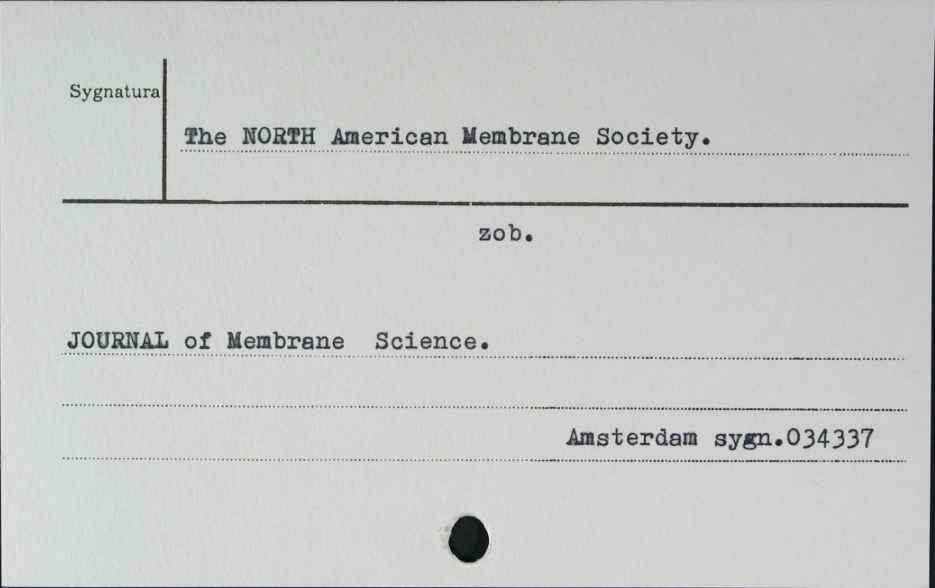 Sygnatura
The NORTH American Membrane Society.
zob.
JOURNAL of Membrane Science.
Amsterdam sygn.034337